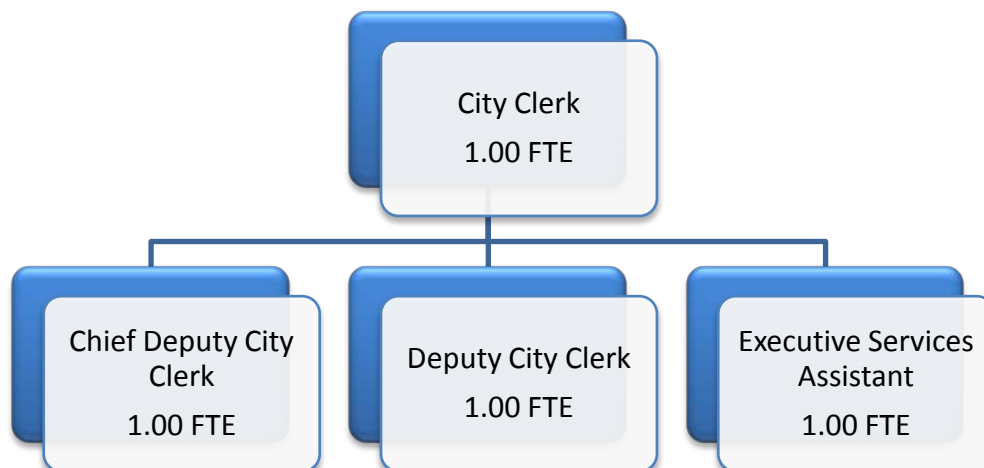 City Clerk
1.00 FTE
Chief Deputy City
Clerk
1.00 FTE
Deputy City Clerk
1.00 FTE
Executive Services
Assistant
1.00 FTE